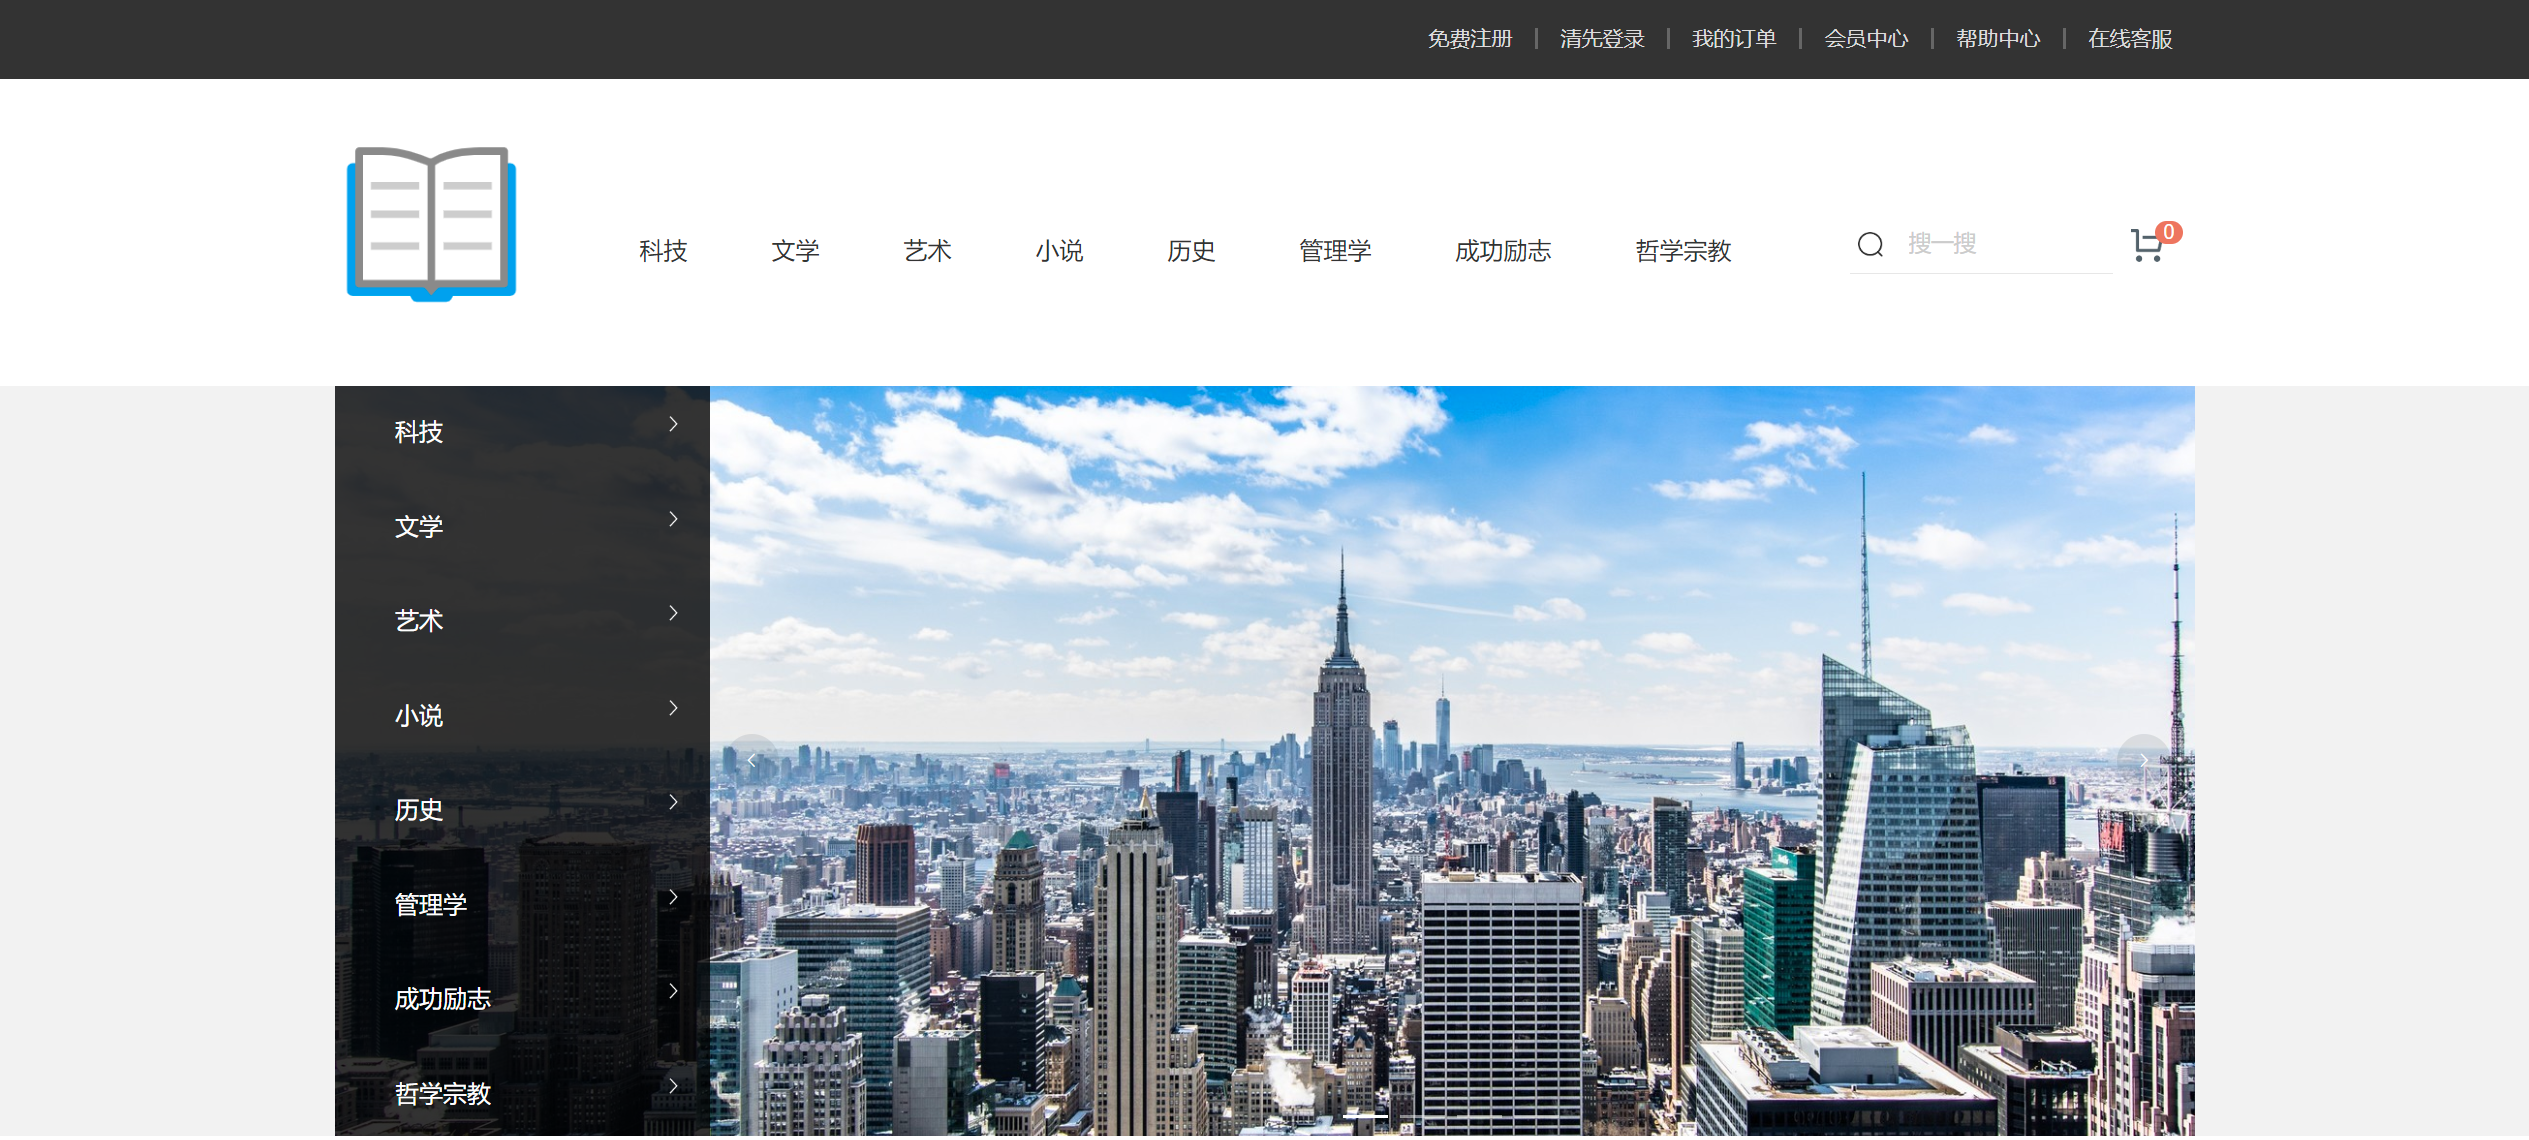 免费注册 清先登录 我的订单 会员中心 帮助中心 在线客服
科技 文学 艺术 小说 历史 管理学 成功励志 哲学宗教 搜一搜 0
科技
文学
艺术
小说
历史
管理学
成功励志
哲学宗教